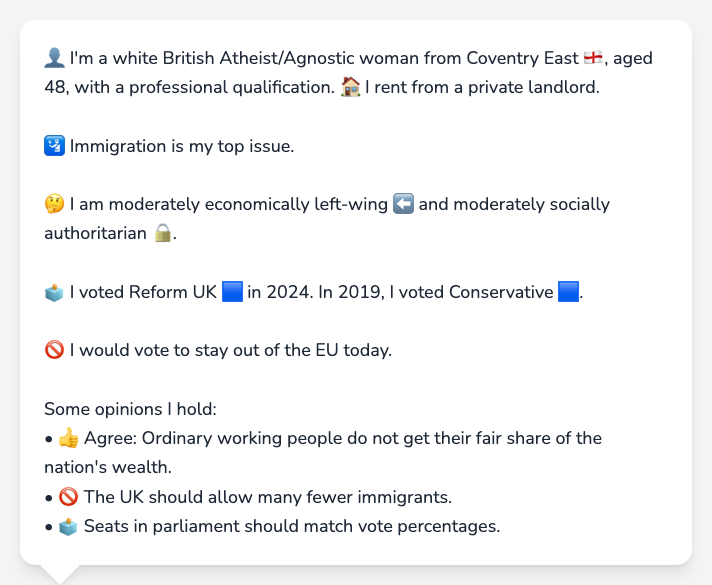 👤 I'm a white British Atheist/Agnostic woman from Coventry East 🏴󠁧󠁢󠁥󠁮󠁧󠁿, aged
48, with a professional qualification. 🏠 I rent from a private landlord.
🛂 Immigration is my top issue.
🤔 I am moderately economically left-wing ⬅️ and moderately socially
authoritarian 🔒.
🗳️ I voted Reform UK 🟦 in 2024. In 2019, I voted Conservative 🟦.
🚫 I would vote to stay out of the EU today.
Some opinions I hold:
• 👍 Agree: Ordinary working people do not get their fair share of the
nation's wealth.
• 🚫 The UK should allow many fewer immigrants.
• 🗳️ Seats in parliament should match vote percentages.